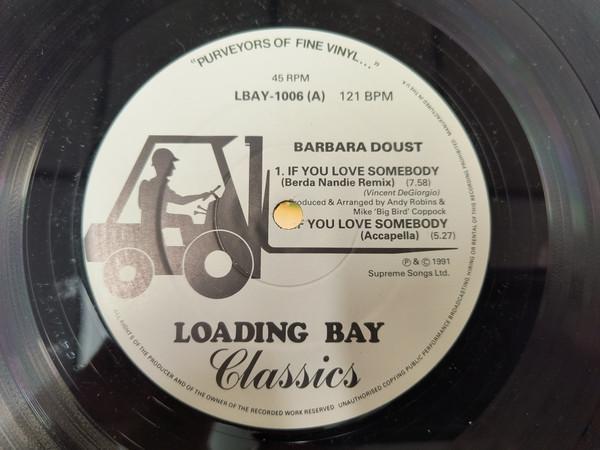 "PURVEYORS OF FINE VINYL..."
45 RPM
LBAY-1006 (A) 121 BPM
BARBARA DOUST
1. IF YOU LOVE SOMEBODY
(Berda Nandie Remix) (7.58)
(Vincent DeGiorgio)
Produced & Arranged by Andy Robins &
Mike 'Big Bird' Coppock
IF YOU LOVE SOMEBODY
(Accapella) (5.27)
Ⓟ & © 1991
Supreme Songs Ltd.
LOADING BAY
Classics
ALL RIGHTS OF THE PRODUCER AND OF THE OWNER OF THE RECORDED WORK RESERVED UNAUTHORISED COPYING PUBLIC PERFORMANCE BROADCASTING HIRING OR RENTAL OF THIS RECORDING PROHIBITED MANUFACTURED IN THE U.K.